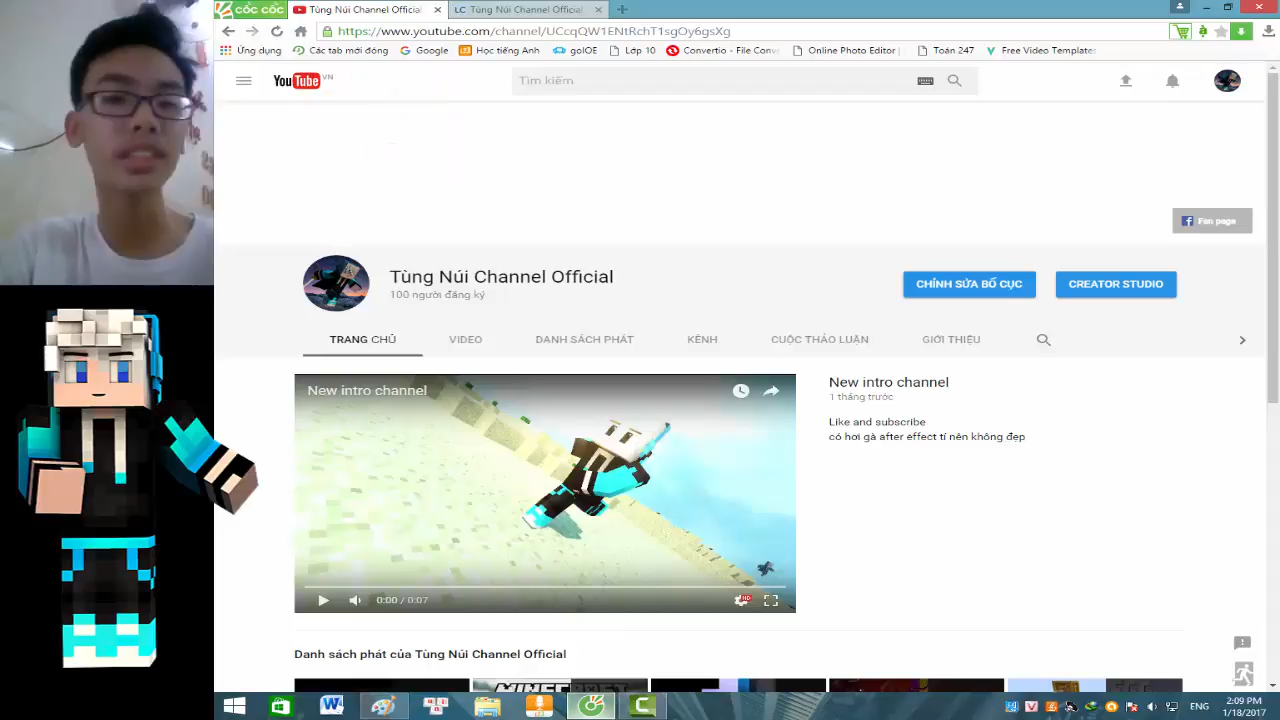 cốc cốc
Tùng Núi Channel Official
LC Tùng Núi Channel Official
https://www.youtube.com/channel/UCcqQW1ENtRchT1sgOy6gsXg
Ứng dụng
Các tab mới đóng
Google
Học tiếng Anh
goIOE
Lớp 10
Convertio - File Conv
Online Photo Editor
Toán 247
Free Video Template
YouTube VN
Tìm kiếm
Fan page
Tùng Núi Channel Official
100 người đăng ký
CHỈNH SỬA BỐ CỤC
CREATOR STUDIO
TRANG CHỦ
VIDEO
DANH SÁCH PHÁT
KÊNH
CUỘC THẢO LUẬN
GIỚI THIỆU
New intro channel
New intro channel
1 tháng trước
Like and subscribe
có hơi gà after effect tí nên không đẹp
0:00 / 0:07
HD
Danh sách phát của Tùng Núi Channel Official
ENG
2:09 PM
1/18/2017